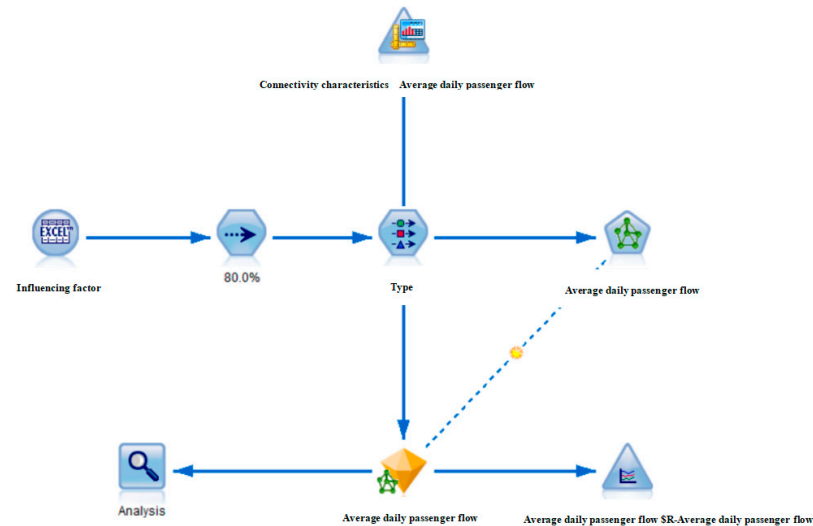 Connectivity characteristics Average daily passenger flow
EXCEL
Influencing factor
80.0%
Type
Average daily passenger flow
Analysis
Average daily passenger flow
Average daily passenger flow $R-Average daily passenger flow